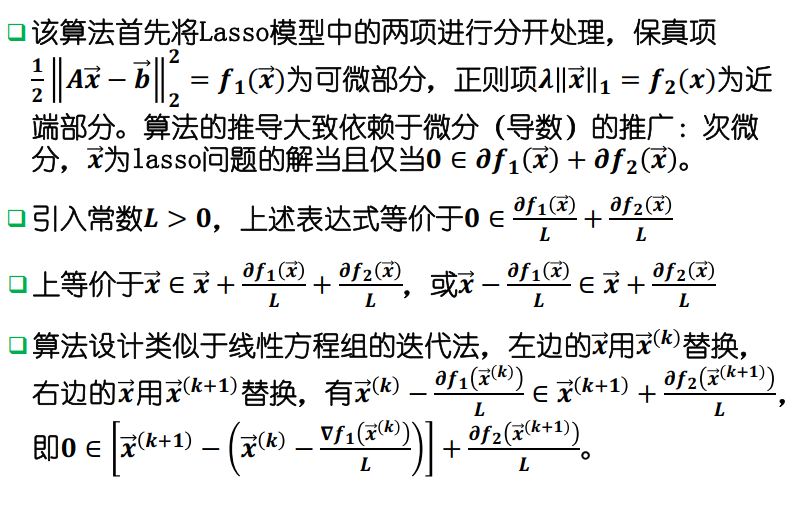 该算法首先将Lasso模型中的两项进行分开处理，保真项
$\frac{1}{2}\left\|A\vec{x}-\vec{b}\right\|_2^2=f_1(\vec{x})$为可微部分，正则项$\lambda\|\vec{x}\|_1=f_2(x)$为近
端部分。算法的推导大致依赖于微分（导数）的推广：次微
分，$\vec{x}$为lasso问题的解当且仅当$0\in\partial f_1(\vec{x})+\partial f_2(\vec{x})$。
引入常数$L>0$，上述表达式等价于$0\in\frac{\partial f_1(\vec{x})}{L}+\frac{\partial f_2(\vec{x})}{L}$
上等价于$\vec{x}\in\vec{x}+\frac{\partial f_1(\vec{x})}{L}+\frac{\partial f_2(\vec{x})}{L}$，或$\vec{x}-\frac{\partial f_1(\vec{x})}{L}\in\vec{x}+\frac{\partial f_2(\vec{x})}{L}$
算法设计类似于线性方程组的迭代法，左边的$\vec{x}$用$\vec{x}^{(k)}$替换，
右边的$\vec{x}$用$\vec{x}^{(k+1)}$替换，有$\vec{x}^{(k)}-\frac{\partial f_1(\vec{x}^{(k)})}{L}\in\vec{x}^{(k+1)}+\frac{\partial f_2(\vec{x}^{(k+1)})}{L}$，
即$0\in\left[\vec{x}^{(k+1)}-\left(\vec{x}^{(k)}-\frac{\nabla f_1(\vec{x}^{(k)})}{L}\right)\right]+\frac{\partial f_2(\vec{x}^{(k+1)})}{L}$。